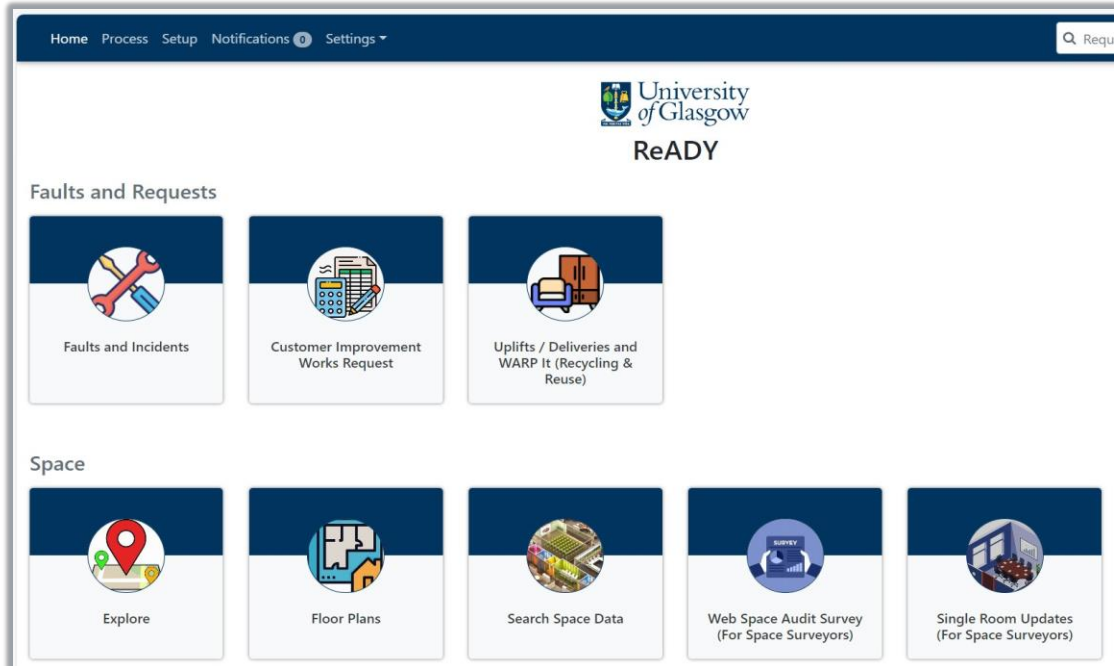 Home Process Setup Notifications 0 Settings
Requ
University
of Glasgow
ReADY
Faults and Requests
Faults and Incidents
Customer Improvement
Works Request
Uplifts / Deliveries and
WARP It (Recycling &
Reuse)
Space
SURVEY
Explore
Floor Plans
Search Space Data
Web Space Audit Survey
(For Space Surveyors)
Single Room Updates
(For Space Surveyors)